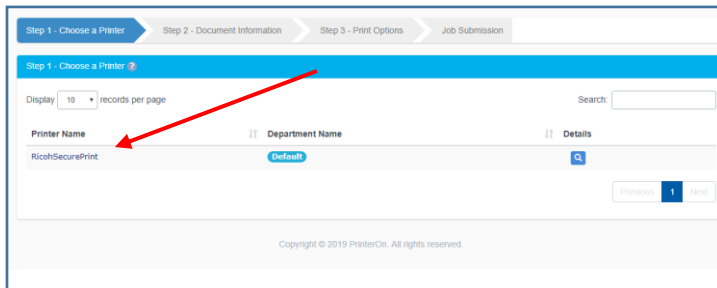 Step 1 - Choose a Printer Step 2 - Document Information Step 3 - Print Options Job Submission
Step 1 - Choose a Printer ?
Display 10 records per page Search:
Printer Name Department Name Details
RicohSecurePrint Default
Previous 1 Next
Copyright © 2019 PrinterOn. All rights reserved.